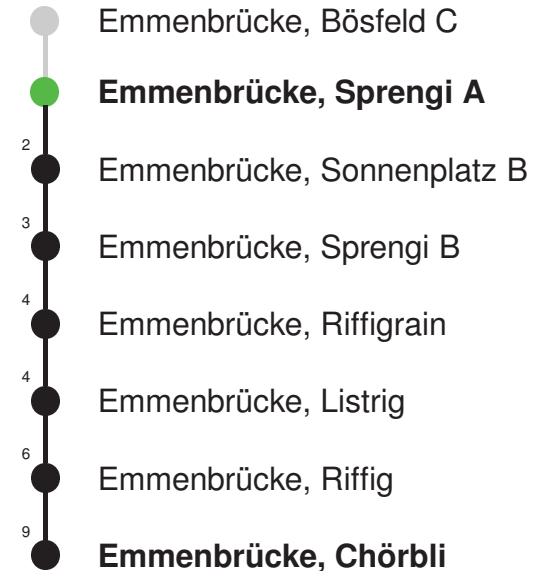 Emmenbrücke, Bösfeld C
Emmenbrücke, Sprengi A
2
Emmenbrücke, Sonnenplatz B
3
Emmenbrücke, Sprengi B
4
Emmenbrücke, Riffigrain
4
Emmenbrücke, Listrig
6
Emmenbrücke, Riffig
9
Emmenbrücke, Chörbli